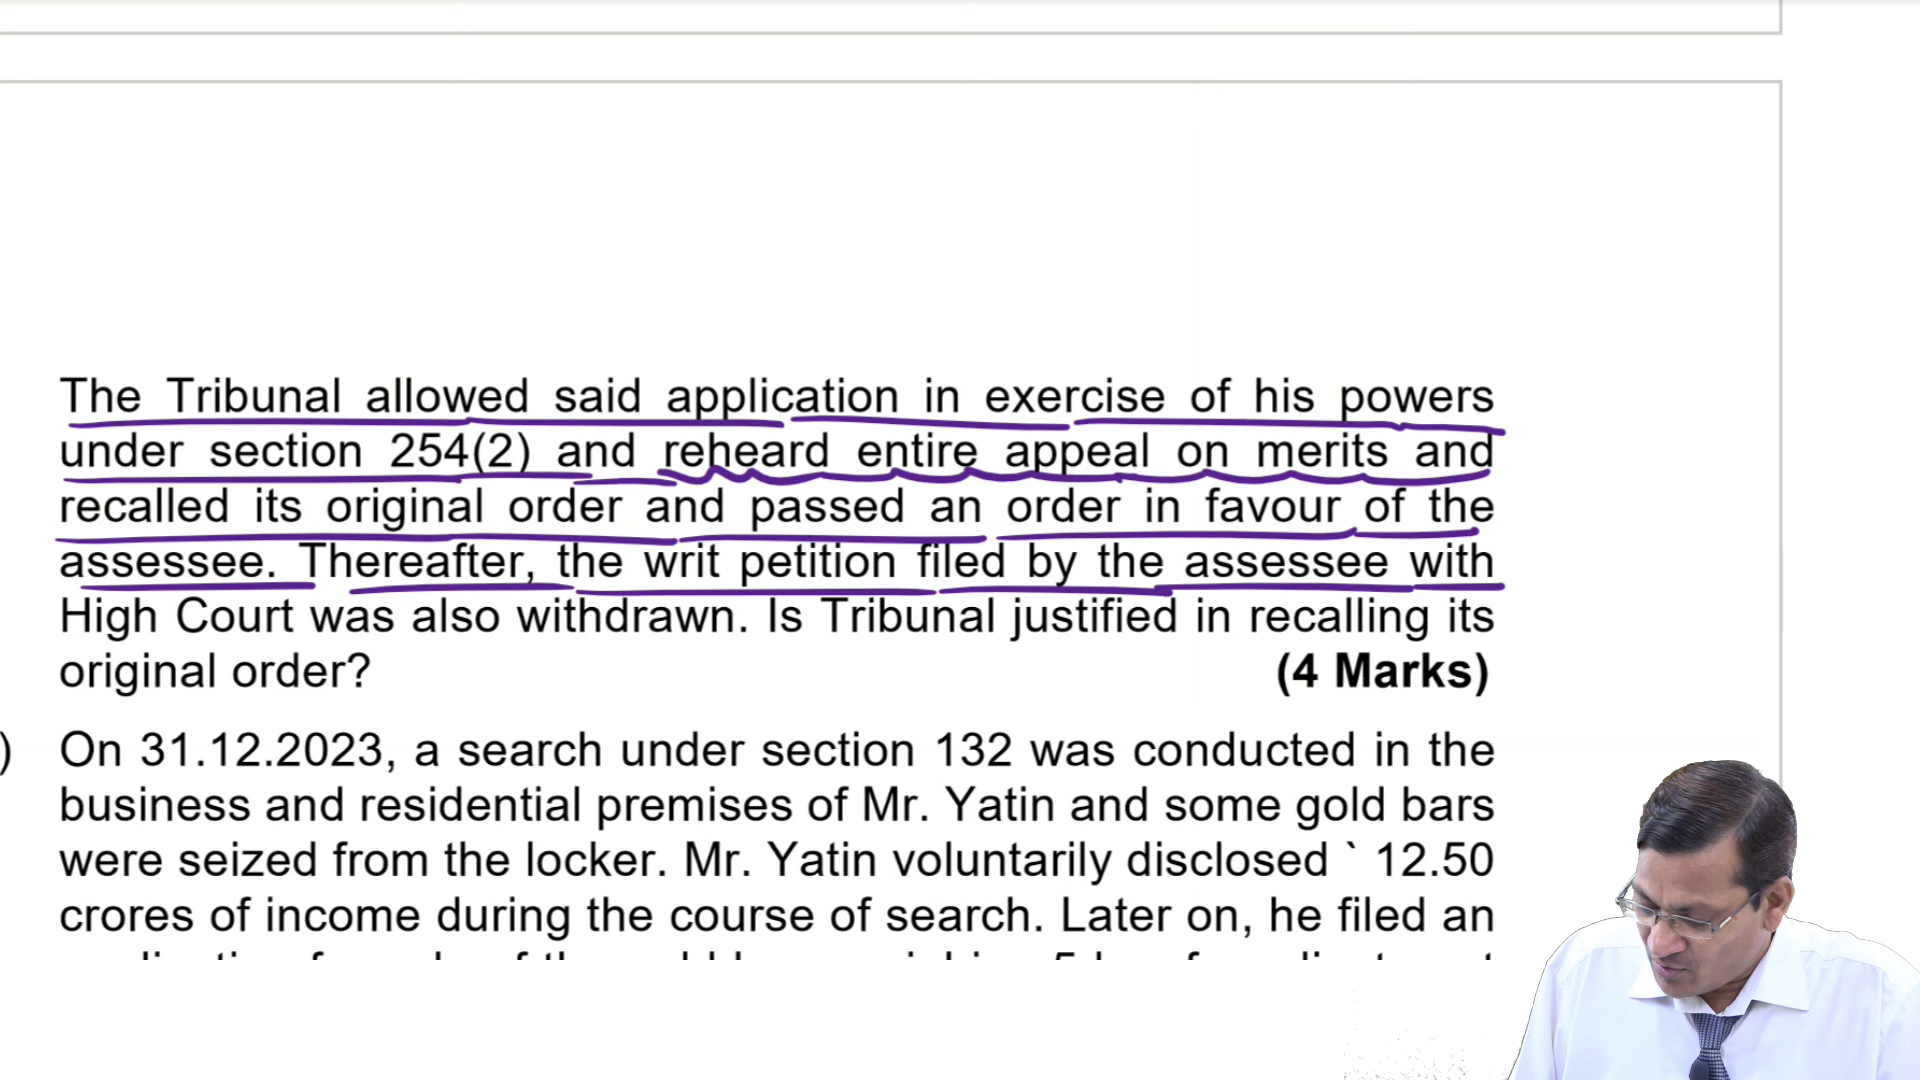 The Tribunal allowed said application in exercise of his powers
under section 254(2) and reheard entire appeal on merits and
recalled its original order and passed an order in favour of the
assessee. Thereafter, the writ petition filed by the assessee with
High Court was also withdrawn. Is Tribunal justified in recalling its
original order? (4 Marks)
) On 31.12.2023, a search under section 132 was conducted in the
business and residential premises of Mr. Yatin and some gold bars
were seized from the locker. Mr. Yatin voluntarily disclosed ` 12.50
crores of income during the course of search. Later on, he filed an